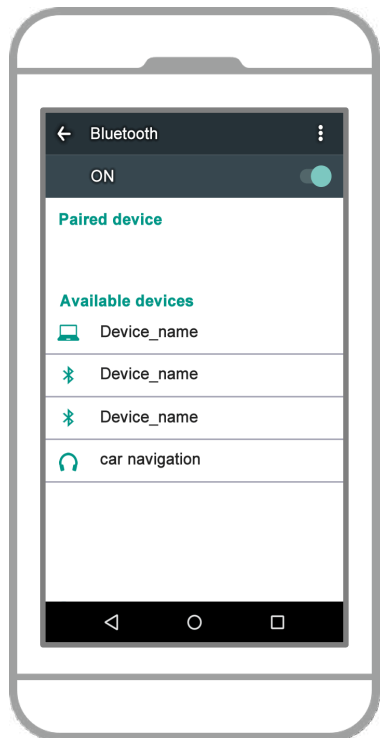 Bluetooth
ON
Paired device
Available devices
Device_name
Device_name
Device_name
car navigation